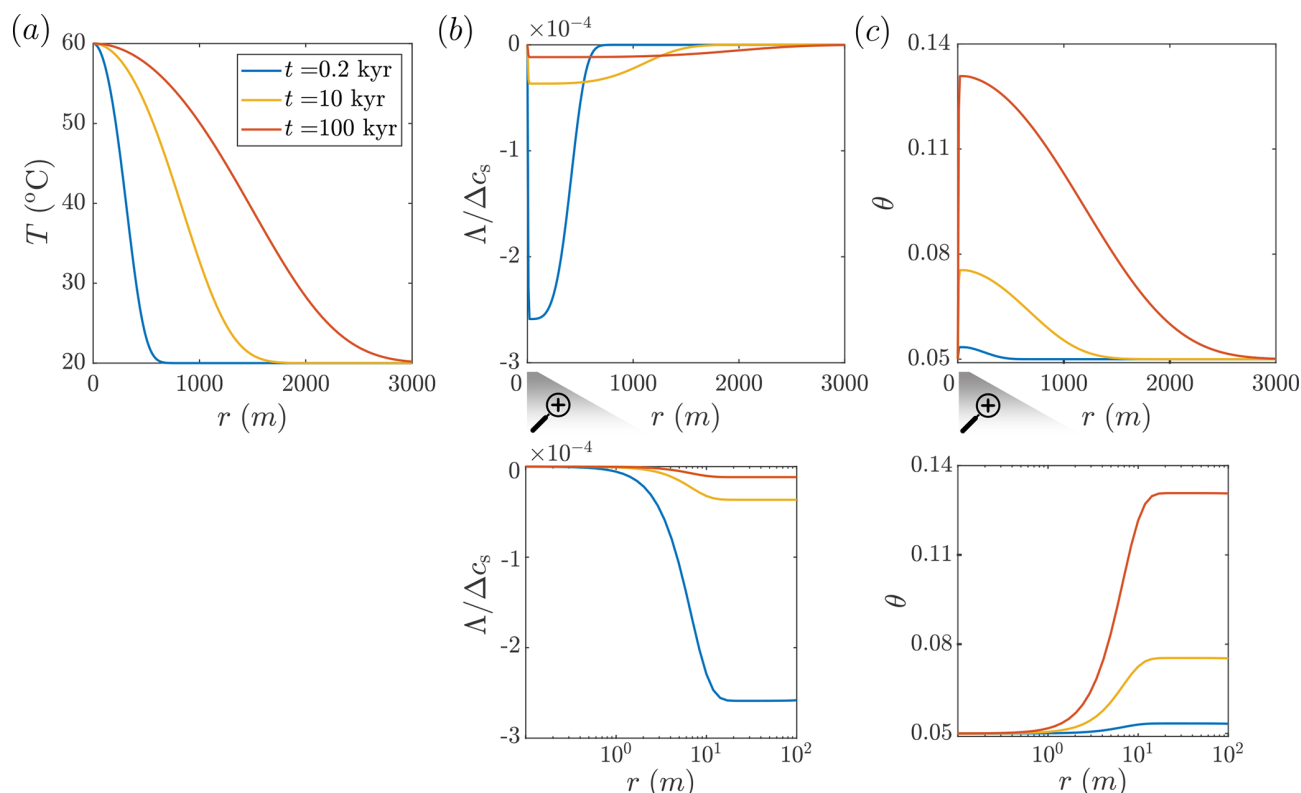 (a)
60
50
40
30
20
T (°C)
0 1000 2000 3000
r (m)
t =0.2 kyr
t =10 kyr
t =100 kyr
(b)
×10⁻⁴
0
-1
-2
-3
Λ/Δcₛ
0 1000 2000 3000
r (m)
(c)
0.14
0.11
0.08
0.05
θ
0 1000 2000 3000
r (m)
×10⁻⁴
0
-1
-2
-3
Λ/Δcₛ
10⁰ 10¹ 10²
r (m)
0.14
0.11
0.08
0.05
θ
10⁰ 10¹ 10²
r (m)